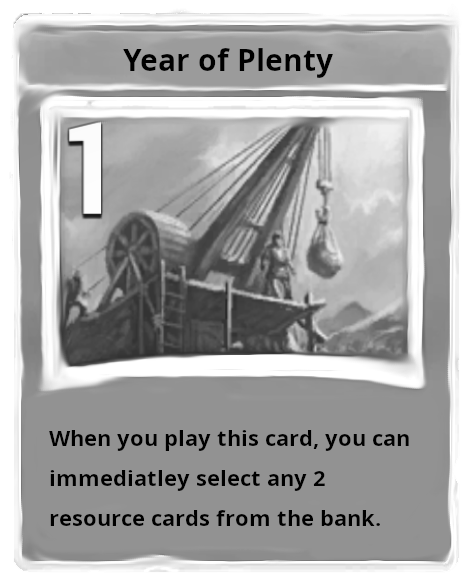 Year of Plenty
1
When you play this card, you can
immediatley select any 2
resource cards from the bank.